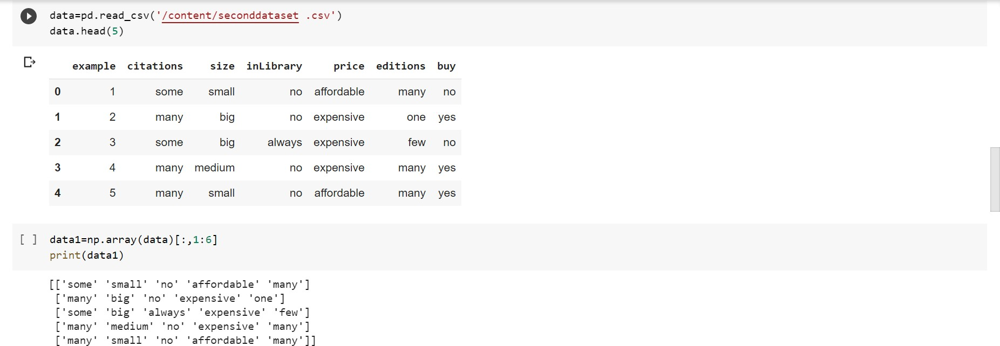 data=pd.read_csv('/content/seconddataset .csv')
data.head(5)
example citations size inLibrary price editions buy
0 1 some small no affordable many no
1 2 many big no expensive one yes
2 3 some big always expensive few no
3 4 many medium no expensive many yes
4 5 many small no affordable many yes
[ ] data1=np.array(data)[:,1:6]
print(data1)
[['some' 'small' 'no' 'affordable' 'many']
['many' 'big' 'no' 'expensive' 'one']
['some' 'big' 'always' 'expensive' 'few']
['many' 'medium' 'no' 'expensive' 'many']
['many' 'small' 'no' 'affordable' 'many']]